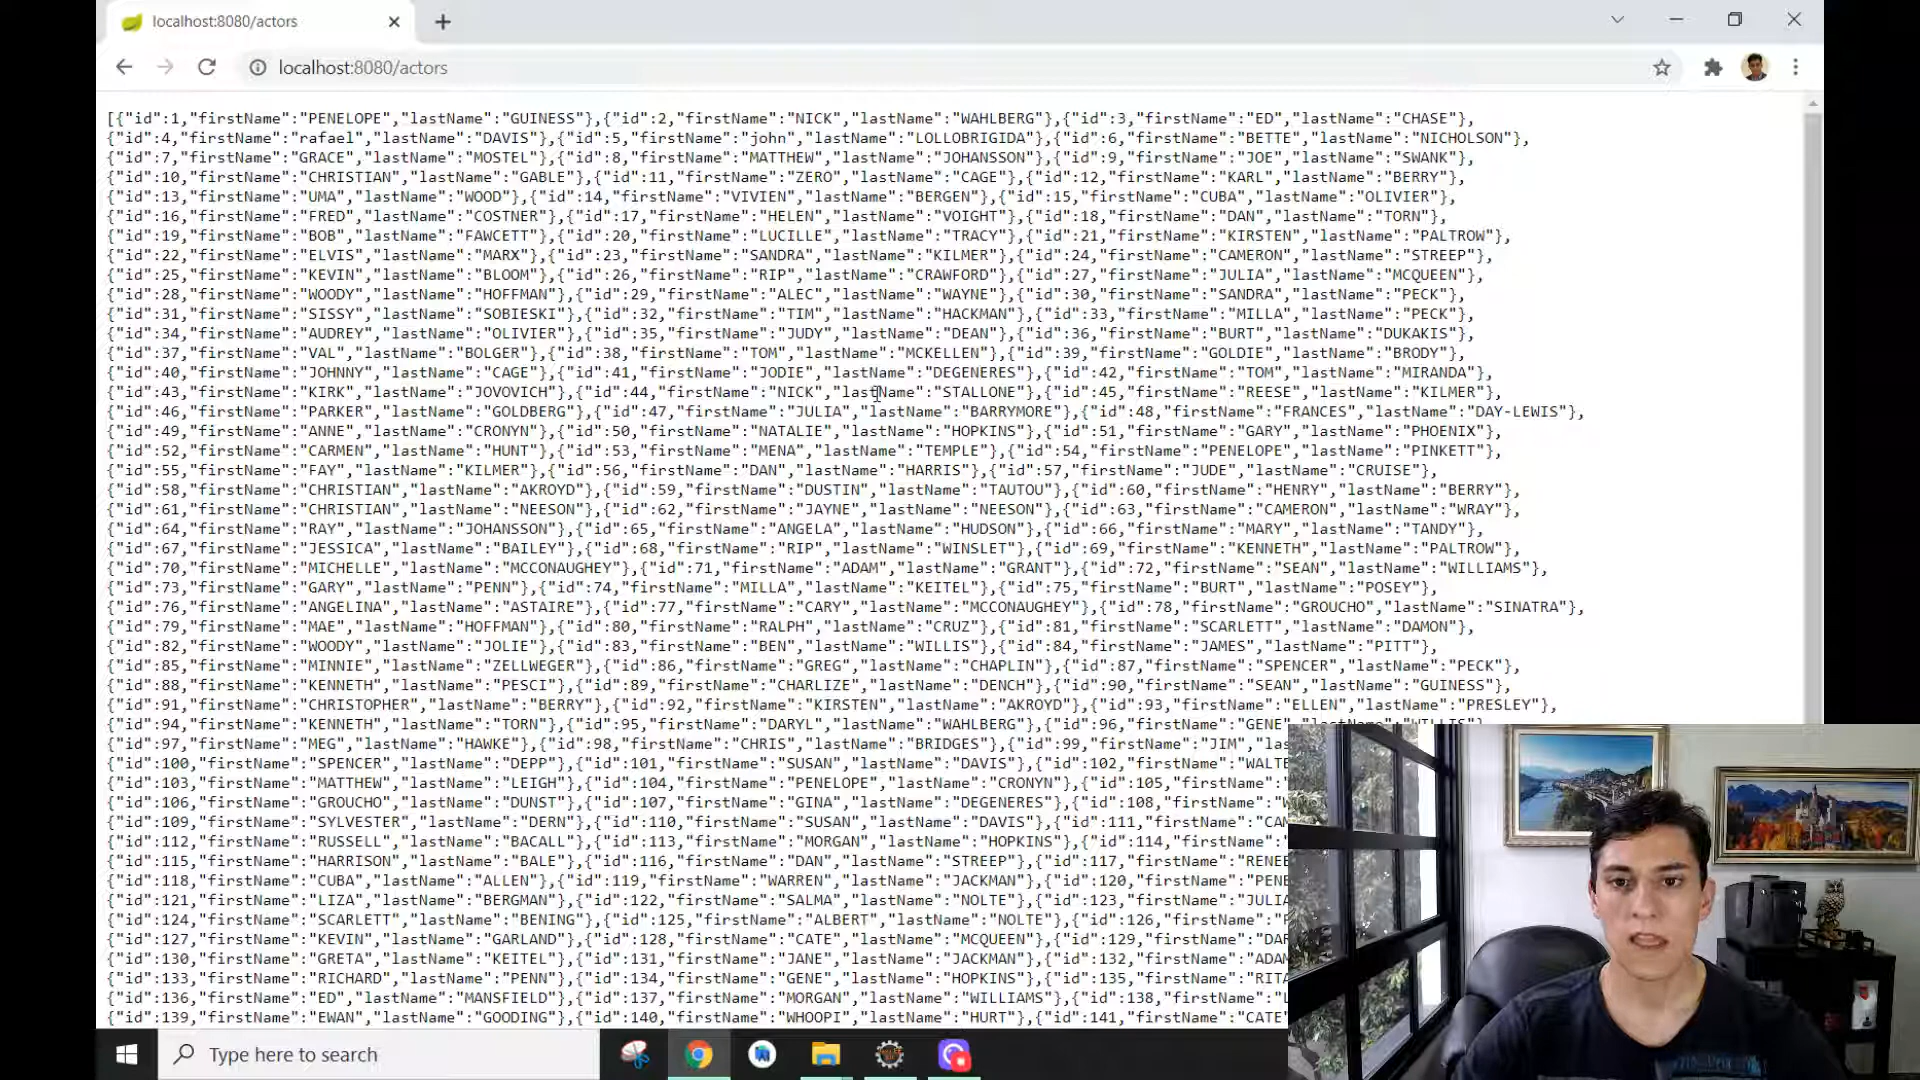 localhost:8080/actors
localhost:8080/actors
[{"id":1,"firstName":"PENELOPE","lastName":"GUINESS"},{"id":2,"firstName":"NICK","lastName":"WAHLBERG"},{"id":3,"firstName":"ED","lastName":"CHASE"},
{"id":4,"firstName":"rafael","lastName":"DAVIS"},{"id":5,"firstName":"john","lastName":"LOLLOBRIGIDA"},{"id":6,"firstName":"BETTE","lastName":"NICHOLSON"},
{"id":7,"firstName":"GRACE","lastName":"MOSTEL"},{"id":8,"firstName":"MATTHEW","lastName":"JOHANSSON"},{"id":9,"firstName":"JOE","lastName":"SWANK"},
{"id":10,"firstName":"CHRISTIAN","lastName":"GABLE"},{"id":11,"firstName":"ZERO","lastName":"CAGE"},{"id":12,"firstName":"KARL","lastName":"BERRY"},
{"id":13,"firstName":"UMA","lastName":"WOOD"},{"id":14,"firstName":"VIVIEN","lastName":"BERGEN"},{"id":15,"firstName":"CUBA","lastName":"OLIVIER"},
{"id":16,"firstName":"FRED","lastName":"COSTNER"},{"id":17,"firstName":"HELEN","lastName":"VOIGHT"},{"id":18,"firstName":"DAN","lastName":"TORN"},
{"id":19,"firstName":"BOB","lastName":"FAWCETT"},{"id":20,"firstName":"LUCILLE","lastName":"TRACY"},{"id":21,"firstName":"KIRSTEN","lastName":"PALTROW"},
{"id":22,"firstName":"ELVIS","lastName":"MARX"},{"id":23,"firstName":"SANDRA","lastName":"KILMER"},{"id":24,"firstName":"CAMERON","lastName":"STREEP"},
{"id":25,"firstName":"KEVIN","lastName":"BLOOM"},{"id":26,"firstName":"RIP","lastName":"CRAWFORD"},{"id":27,"firstName":"JULIA","lastName":"MCQUEEN"},
{"id":28,"firstName":"WOODY","lastName":"HOFFMAN"},{"id":29,"firstName":"ALEC","lastName":"WAYNE"},{"id":30,"firstName":"SANDRA","lastName":"PECK"},
{"id":31,"firstName":"SISSY","lastName":"SOBIESKI"},{"id":32,"firstName":"TIM","lastName":"HACKMAN"},{"id":33,"firstName":"MILLA","lastName":"PECK"},
{"id":34,"firstName":"AUDREY","lastName":"OLIVIER"},{"id":35,"firstName":"JUDY","lastName":"DEAN"},{"id":36,"firstName":"BURT","lastName":"DUKAKIS"},
{"id":37,"firstName":"VAL","lastName":"BOLGER"},{"id":38,"firstName":"TOM","lastName":"MCKELLEN"},{"id":39,"firstName":"GOLDIE","lastName":"BRODY"},
{"id":40,"firstName":"JOHNNY","lastName":"CAGE"},{"id":41,"firstName":"JODIE","lastName":"DEGENERES"},{"id":42,"firstName":"TOM","lastName":"MIRANDA"},
{"id":43,"firstName":"KIRK","lastName":"JOVOVICH"},{"id":44,"firstName":"NICK","lastName":"STALLONE"},{"id":45,"firstName":"REESE","lastName":"KILMER"},
{"id":46,"firstName":"PARKER","lastName":"GOLDBERG"},{"id":47,"firstName":"JULIA","lastName":"BARRYMORE"},{"id":48,"firstName":"FRANCES","lastName":"DAY-LEWIS"},
{"id":49,"firstName":"ANNE","lastName":"CRONYN"},{"id":50,"firstName":"NATALIE","lastName":"HOPKINS"},{"id":51,"firstName":"GARY","lastName":"PHOENIX"},
{"id":52,"firstName":"CARMEN","lastName":"HUNT"},{"id":53,"firstName":"MENA","lastName":"TEMPLE"},{"id":54,"firstName":"PENELOPE","lastName":"PINKETT"},
{"id":55,"firstName":"FAY","lastName":"KILMER"},{"id":56,"firstName":"DAN","lastName":"HARRIS"},{"id":57,"firstName":"JUDE","lastName":"CRUISE"},
{"id":58,"firstName":"CHRISTIAN","lastName":"AKROYD"},{"id":59,"firstName":"DUSTIN","lastName":"TAUTOU"},{"id":60,"firstName":"HENRY","lastName":"BERRY"},
{"id":61,"firstName":"CHRISTIAN","lastName":"NEESON"},{"id":62,"firstName":"JAYNE","lastName":"NEESON"},{"id":63,"firstName":"CAMERON","lastName":"WRAY"},
{"id":64,"firstName":"RAY","lastName":"JOHANSSON"},{"id":65,"firstName":"ANGELA","lastName":"HUDSON"},{"id":66,"firstName":"MARY","lastName":"TANDY"},
{"id":67,"firstName":"JESSICA","lastName":"BAILEY"},{"id":68,"firstName":"RIP","lastName":"WINSLET"},{"id":69,"firstName":"KENNETH","lastName":"PALTROW"},
{"id":70,"firstName":"MICHELLE","lastName":"MCCONAUGHEY"},{"id":71,"firstName":"ADAM","lastName":"GRANT"},{"id":72,"firstName":"SEAN","lastName":"WILLIAMS"},
{"id":73,"firstName":"GARY","lastName":"PENN"},{"id":74,"firstName":"MILLA","lastName":"KEITEL"},{"id":75,"firstName":"BURT","lastName":"POSEY"},
{"id":76,"firstName":"ANGELINA","lastName":"ASTAIRE"},{"id":77,"firstName":"CARY","lastName":"MCCONAUGHEY"},{"id":78,"firstName":"GROUCHO","lastName":"SINATRA"},
{"id":79,"firstName":"MAE","lastName":"HOFFMAN"},{"id":80,"firstName":"RALPH","lastName":"CRUZ"},{"id":81,"firstName":"SCARLETT","lastName":"DAMON"},
{"id":82,"firstName":"WOODY","lastName":"JOLIE"},{"id":83,"firstName":"BEN","lastName":"WILLIS"},{"id":84,"firstName":"JAMES","lastName":"PITT"},
{"id":85,"firstName":"MINNIE","lastName":"ZELLWEGER"},{"id":86,"firstName":"GREG","lastName":"CHAPLIN"},{"id":87,"firstName":"SPENCER","lastName":"PECK"},
{"id":88,"firstName":"KENNETH","lastName":"PESCI"},{"id":89,"firstName":"CHARLIZE","lastName":"DENCH"},{"id":90,"firstName":"SEAN","lastName":"GUINESS"},
{"id":91,"firstName":"CHRISTOPHER","lastName":"BERRY"},{"id":92,"firstName":"KIRSTEN","lastName":"AKROYD"},{"id":93,"firstName":"ELLEN","lastName":"PRESLEY"},
{"id":94,"firstName":"KENNETH","lastName":"TORN"},{"id":95,"firstName":"DARYL","lastName":"WAHLBERG"},{"id":96,"firstName":"GENE","lastName":"WILLIS"},
{"id":97,"firstName":"MEG","lastName":"HAWKE"},{"id":98,"firstName":"CHRIS","lastName":"BRIDGES"},{"id":99,"firstName":"JIM","la
{"id":100,"firstName":"SPENCER","lastName":"DEPP"},{"id":101,"firstName":"SUSAN","lastName":"DAVIS"},{"id":102,"firstName":"WALTE
{"id":103,"firstName":"MATTHEW","lastName":"LEIGH"},{"id":104,"firstName":"PENELOPE","lastName":"CRONYN"},{"id":105,"firstName":"
{"id":106,"firstName":"GROUCHO","lastName":"DUNST"},{"id":107,"firstName":"GINA","lastName":"DEGENERES"},{"id":108,"firstName":"W
{"id":109,"firstName":"SYLVESTER","lastName":"DERN"},{"id":110,"firstName":"SUSAN","lastName":"DAVIS"},{"id":111,"firstName":"CAM
{"id":112,"firstName":"RUSSELL","lastName":"BACALL"},{"id":113,"firstName":"MORGAN","lastName":"HOPKINS"},{"id":114,"firstName":"
{"id":115,"firstName":"HARRISON","lastName":"BALE"},{"id":116,"firstName":"DAN","lastName":"STREEP"},{"id":117,"firstName":"RENEE
{"id":118,"firstName":"CUBA","lastName":"ALLEN"},{"id":119,"firstName":"WARREN","lastName":"JACKMAN"},{"id":120,"firstName":"PENE
{"id":121,"firstName":"LIZA","lastName":"BERGMAN"},{"id":122,"firstName":"SALMA","lastName":"NOLTE"},{"id":123,"firstName":"JULIA
{"id":124,"firstName":"SCARLETT","lastName":"BENING"},{"id":125,"firstName":"ALBERT","lastName":"NOLTE"},{"id":126,"firstName":"F
{"id":127,"firstName":"KEVIN","lastName":"GARLAND"},{"id":128,"firstName":"CATE","lastName":"MCQUEEN"},{"id":129,"firstName":"DAR
{"id":130,"firstName":"GRETA","lastName":"KEITEL"},{"id":131,"firstName":"JANE","lastName":"JACKMAN"},{"id":132,"firstName":"ADAM
{"id":133,"firstName":"RICHARD","lastName":"PENN"},{"id":134,"firstName":"GENE","lastName":"HOPKINS"},{"id":135,"firstName":"RITA
{"id":136,"firstName":"ED","lastName":"MANSFIELD"},{"id":137,"firstName":"MORGAN","lastName":"WILLIAMS"},{"id":138,"firstName":"L
{"id":139,"firstName":"EWAN","lastName":"GOODING"},{"id":140,"firstName":"WHOOPI","lastName":"HURT"},{"id":141,"firstName":"CATE"
Type here to search